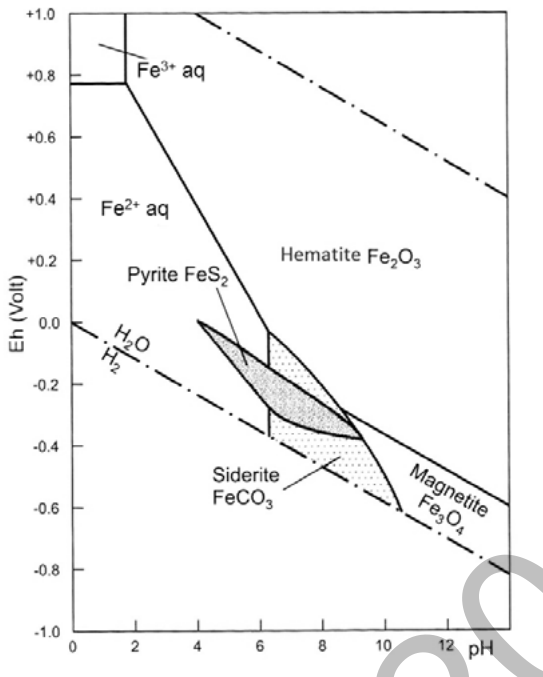 +1.0
Fe³⁺ aq
+0.8
+0.6
Fe²⁺ aq
+0.4
+0.2
Hematite Fe₂O₃
Pyrite FeS₂
Eh (Volt)
0.0
H₂O
H₂
-0.2
-0.4
Siderite
FeCO₃
Magnetite
Fe₃O₄
-0.6
-0.8
-1.0
0 2 4 6 8 10 12 pH